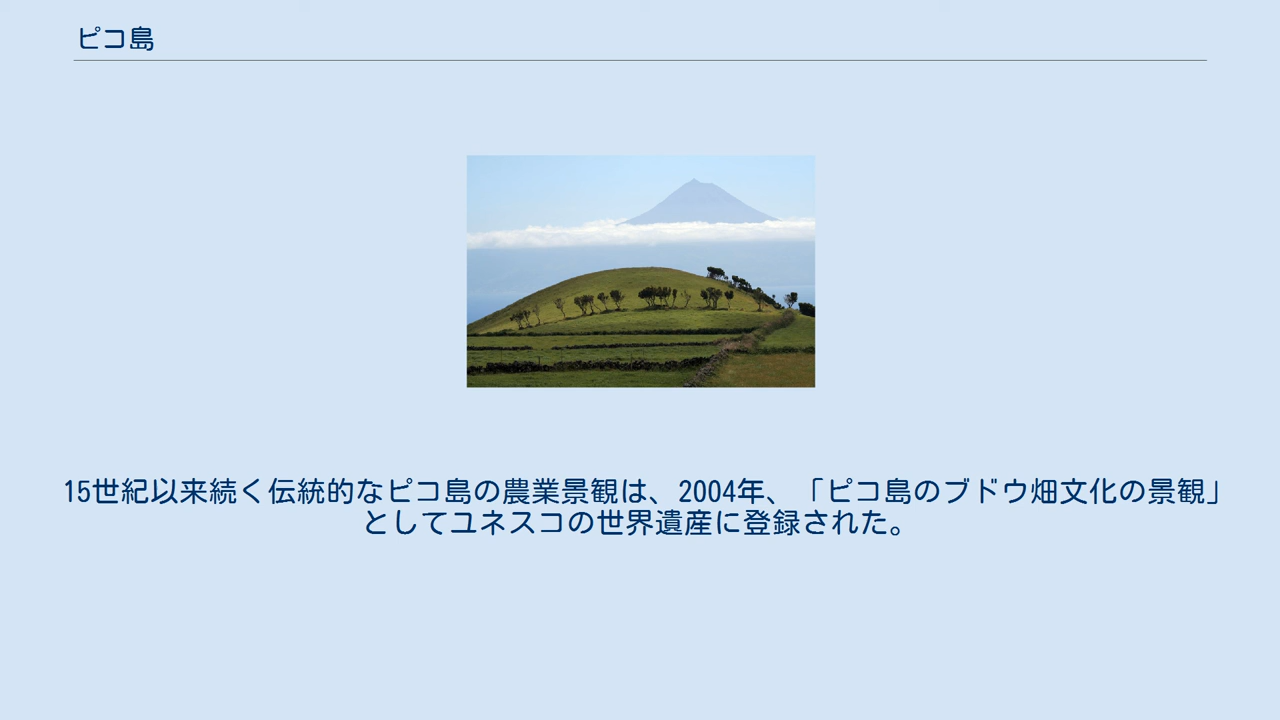 ピコ島
15世紀以来続く伝統的なピコ島の農業景観は、2004年、「ピコ島のブドウ畑文化の景観」
としてユネスコの世界遺産に登録された。